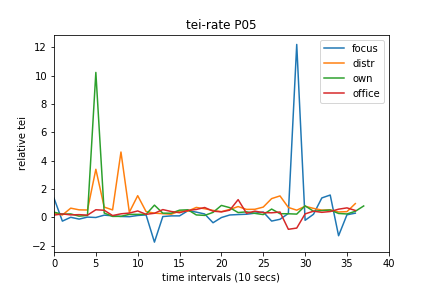 tei-rate P05
12
10
8
6
4
2
0
−2
relative tei
focus
distr
own
office
0 5 10 15 20 25 30 35 40
time intervals (10 secs)